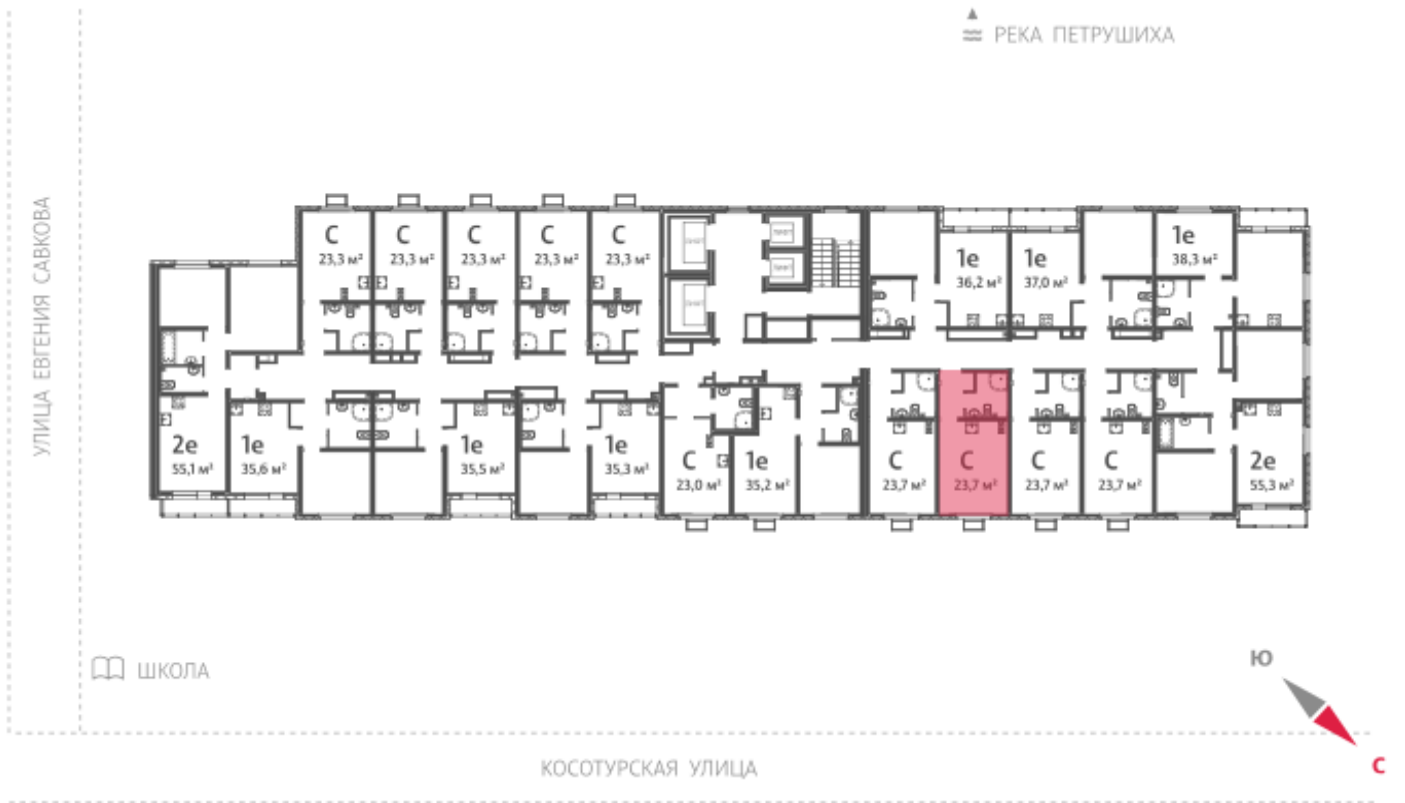 РЕКА ПЕТРУШИХА
УЛИЦА ЕВГЕНИЯ САВКОВА
С
23,3 м²
С
23,3 м²
С
23,3 м²
С
23,3 м²
С
23,3 м²
1е
36,2 м²
1е
37,0 м²
1е
38,3 м²
2е
55,1 м²
1е
35,6 м²
1е
35,5 м²
1е
35,3 м²
С
23,0 м²
1е
35,2 м²
С
23,7 м²
С
23,7 м²
С
23,7 м²
С
23,7 м²
2е
55,3 м²
ШКОЛА
Ю
С
КОСОТУРСКАЯ УЛИЦА